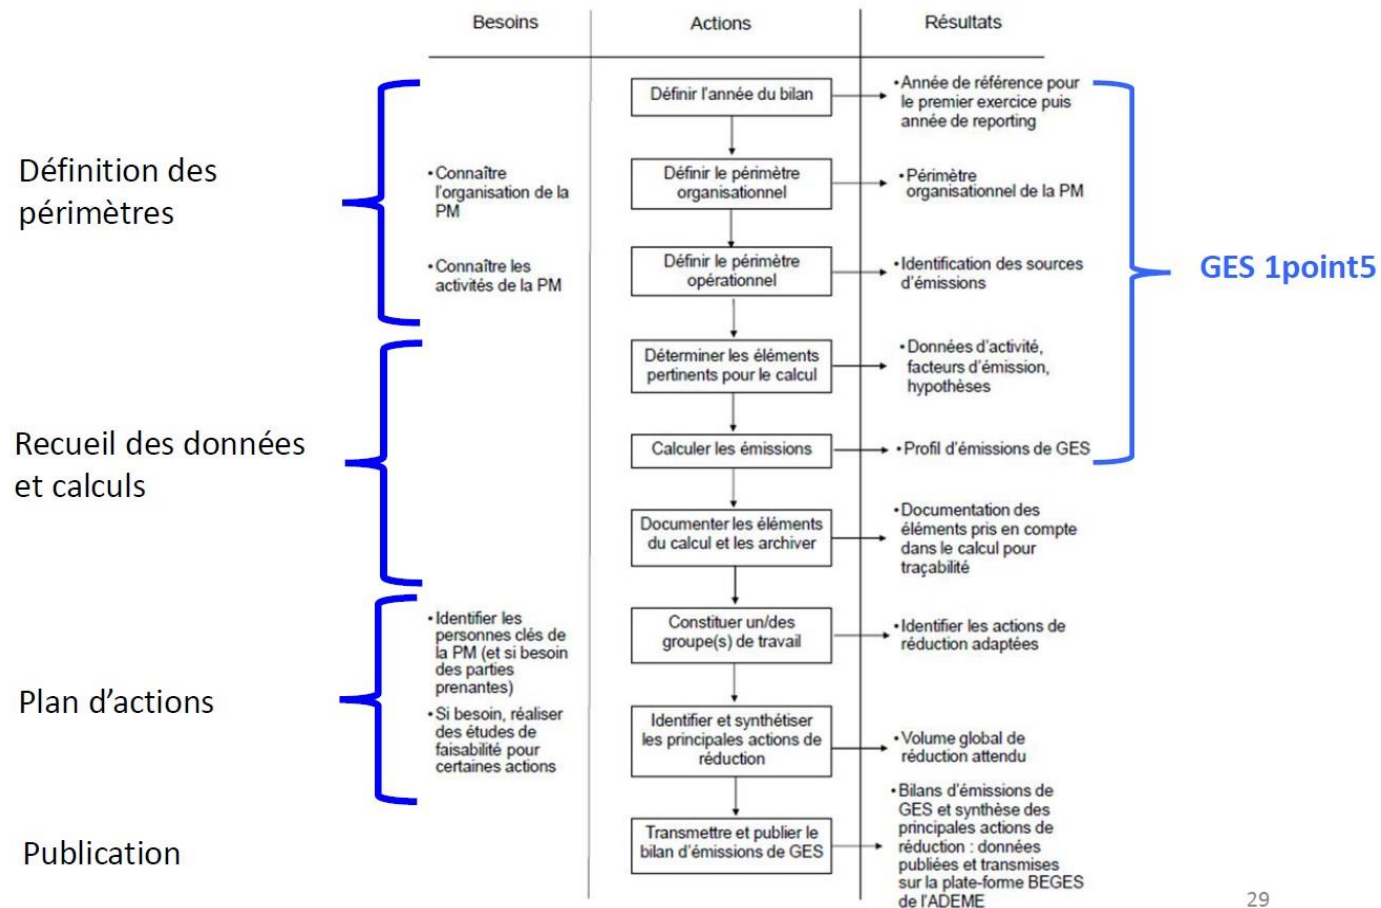 Besoins
Actions
Résultats
Définition des
périmètres
• Connaître
l'organisation de la
PM
• Connaître les
activités de la PM
Définir l'année du bilan
• Année de référence pour
le premier exercice puis
année de reporting
Définir le périmètre
organisationnel
• Périmètre
organisationnel de la PM
Définir le périmètre
opérationnel
• Identification des sources
d'émissions
GES 1point5
Recueil des données
et calculs
Déterminer les éléments
pertinents pour le calcul
• Données d'activité,
facteurs d'émission,
hypothèses
Calculer les émissions
• Profil d'émissions de GES
Documenter les éléments
du calcul et les archiver
• Documentation des
éléments pris en compte
dans le calcul pour
traçabilité
Plan d'actions
• Identifier les
personnes clés de
la PM (et si besoin
des parties
prenantes)
• Si besoin, réaliser
des études de
faisabilité pour
certaines actions
Constituer un/des
groupe(s) de travail
• Identifier les actions de
réduction adaptées
Identifier et synthétiser
les principales actions de
réduction
• Volume global de
réduction attendu
Publication
Transmettre et publier le
bilan d'émissions de GES
• Bilans d'émissions de
GES et synthèse des
principales actions de
réduction : données
publiées et transmises
sur la plate-forme BEGES
de l'ADEME
29